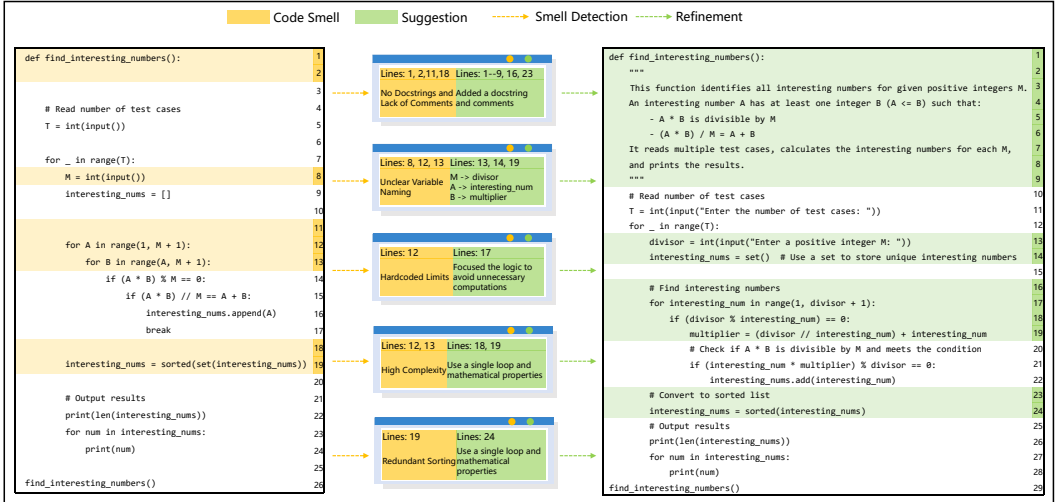 Code Smell
Suggestion
Smell Detection
Refinement
def find_interesting_numbers(): 1
2
3
# Read number of test cases 4
T = int(input()) 5
6
for _ in range(T): 7
M = int(input()) 8
interesting_nums = [] 9
10
11
for A in range(1, M + 1): 12
for B in range(A, M + 1): 13
if (A * B) % M == 0: 14
if (A * B) // M == A + B: 15
interesting_nums.append(A) 16
break 17
18
interesting_nums = sorted(set(interesting_nums)) 19
20
# Output results 21
print(len(interesting_nums)) 22
for num in interesting_nums: 23
print(num) 24
25
find_interesting_numbers() 26
Lines: 1, 2,11,18
No Docstrings and
Lack of Comments
Lines: 1--9, 16, 23
Added a docstring
and comments
Lines: 8, 12, 13
Unclear Variable
Naming
Lines: 13, 14, 19
M -> divisor
A -> interesting_num
B -> multiplier
Lines: 12
Hardcoded Limits
Lines: 17
Focused the logic to
avoid unnecessary
computations
Lines: 12, 13
High Complexity
Lines: 18, 19
Use a single loop and
mathematical properties
Lines: 19
Redundant Sorting
Lines: 24
Use a single loop and
mathematical
properties
def find_interesting_numbers(): 1
""" 2
This function identifies all interesting numbers for given positive integers M. 3
An interesting number A has at least one integer B (A <= B) such that: 4
- A * B is divisible by M 5
- (A * B) / M = A + B 6
It reads multiple test cases, calculates the interesting numbers for each M, 7
and prints the results. 8
""" 9
# Read number of test cases 10
T = int(input("Enter the number of test cases: ")) 11
for _ in range(T): 12
divisor = int(input("Enter a positive integer M: ")) 13
interesting_nums = set() # Use a set to store unique interesting numbers 14
15
# Find interesting numbers 16
for interesting_num in range(1, divisor + 1): 17
if (divisor % interesting_num) == 0: 18
multiplier = (divisor // interesting_num) + interesting_num 19
# Check if A * B is divisible by M and meets the condition 20
if (interesting_num * multiplier) % divisor == 0: 21
interesting_nums.add(interesting_num) 22
# Convert to sorted list 23
interesting_nums = sorted(interesting_nums) 24
# Output results 25
print(len(interesting_nums)) 26
for num in interesting_nums: 27
print(num) 28
find_interesting_numbers() 29